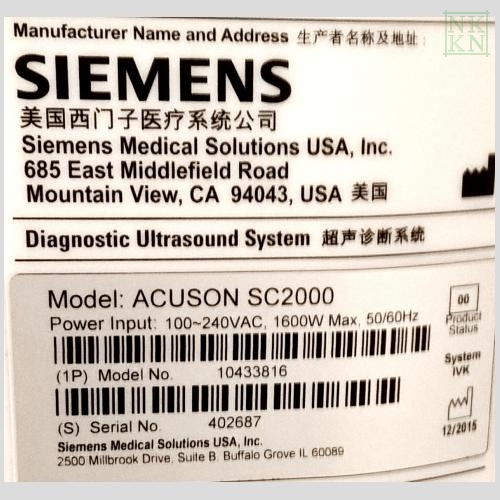 NK
KN
Manufacturer Name and Address 生产者名称及地址:
SIEMENS
美国西门子医疗系统公司
Siemens Medical Solutions USA, Inc.
685 East Middlefield Road
Mountain View, CA 94043, USA 美国
Diagnostic Ultrasound System 超声诊断系统
Model: ACUSON SC2000
Power Input: 100~240VAC, 1600W Max, 50/60Hz
00
Product
Status
(1P) Model No. 10433816
System
IVK
(S) Serial No. 402687
12/2015
Siemens Medical Solutions USA, Inc.
2500 Millbrook Drive, Suite B, Buffalo Grove IL 60089